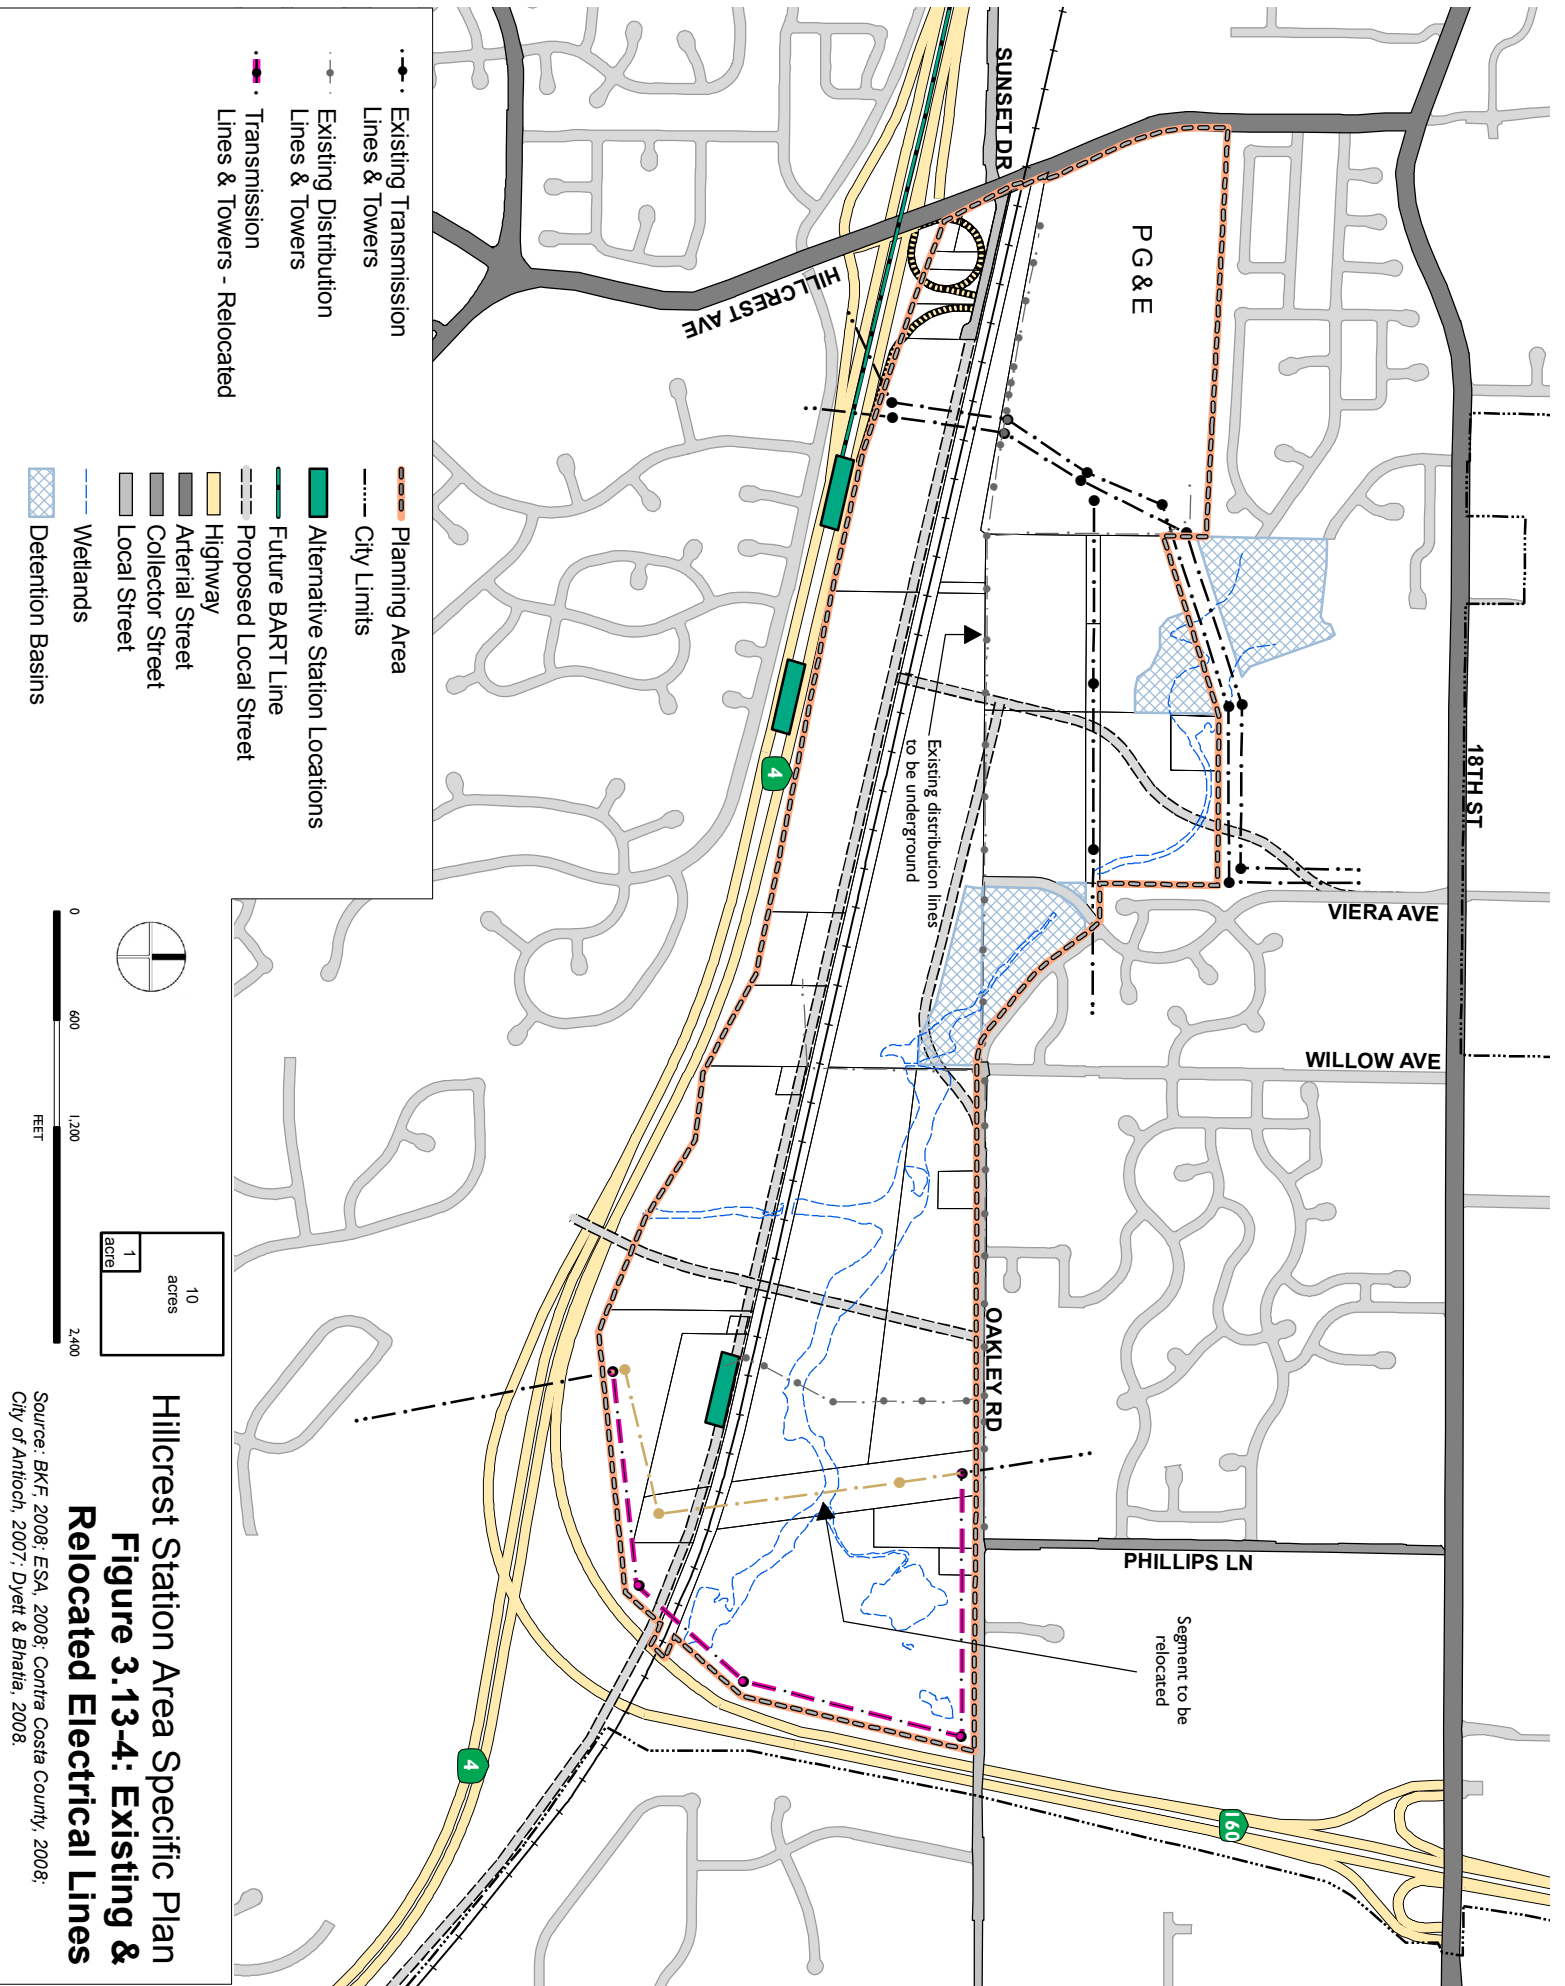 SUNSET DR
PG&E
HILLCREST AVE
18TH ST
VIERA AVE
WILLOW AVE
OAKLEY RD
PHILLIPS LN
4
4
160
Existing distribution lines
to be underground
Segment to be
relocated
Existing Transmission
Lines & Towers
Existing Distribution
Lines & Towers
Transmission
Lines & Towers - Relocated
Planning Area
City Limits
Alternative Station Locations
Future BART Line
Proposed Local Street
Highway
Arterial Street
Collector Street
Local Street
Wetlands
Detention Basins
0
600
1,200
2,400
FEET
10
acres
1
acre
Hillcrest Station Area Specific Plan
Figure 3.13-4: Existing &
Relocated Electrical Lines
Source: BKF, 2008; ESA, 2008; Contra Costa County, 2008;
City of Antioch, 2007; Dyett & Bhatia, 2008.